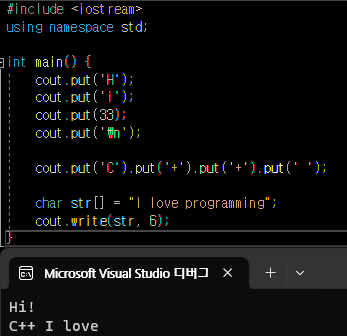 #include <iostream>
using namespace std;
int main() {
cout.put('H');
cout.put('i');
cout.put(33);
cout.put('₩n');
cout.put('C').put('+').put('+').put(' ');
char str[] = "I love programming";
cout.write(str, 6);
}
Microsoft Visual Studio 디버그
Hi!
C++ I love